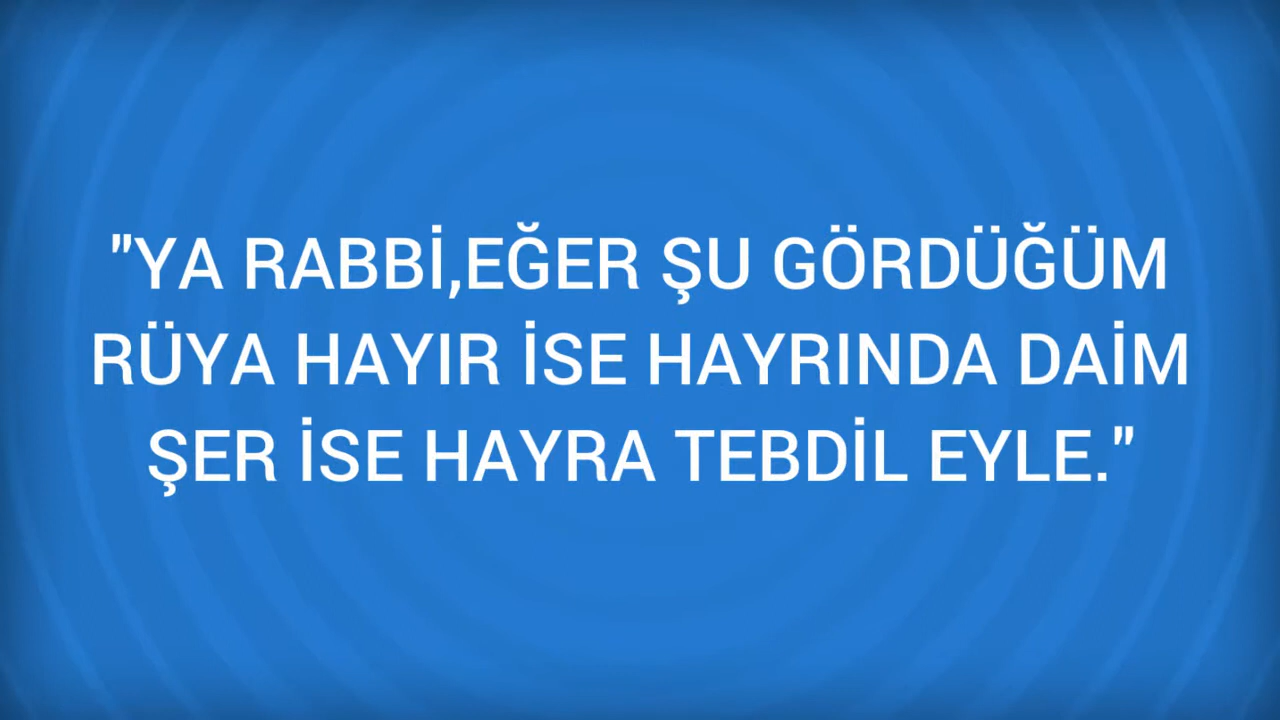 "YA RABBİ,EĞER ŞU GÖRDÜĞÜM
RÜYA HAYIR İSE HAYRINDA DAİM
ŞER İSE HAYRA TEBDİL EYLE."